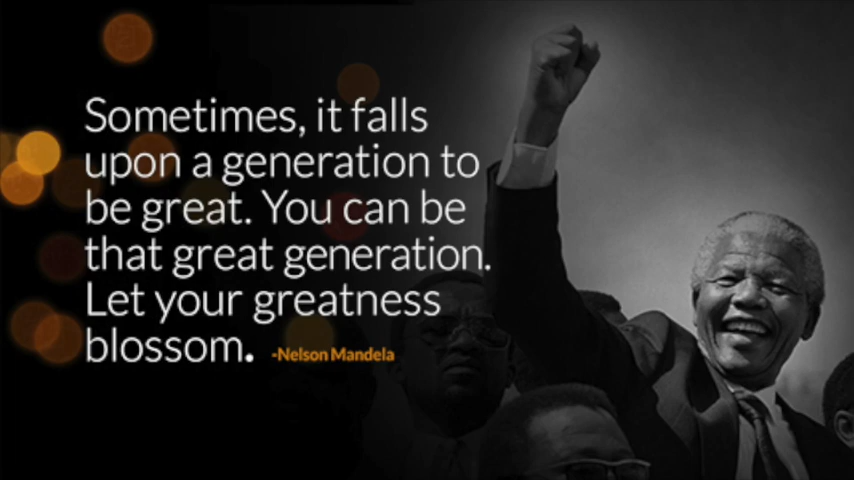 Sometimes, it falls
upon a generation to
be great. You can be
that great generation.
Let your greatness
blossom. -Nelson Mandela